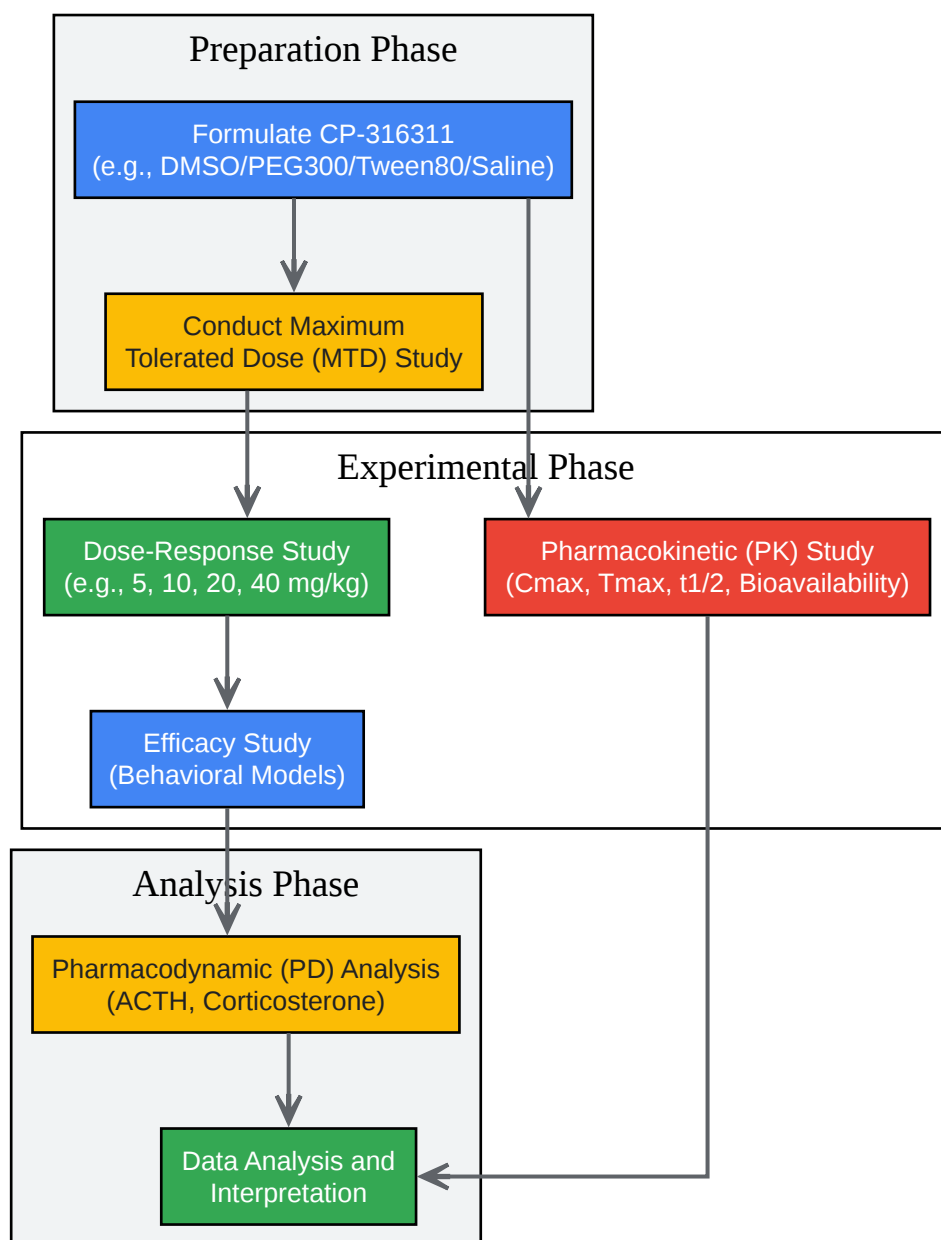 Preparation Phase
Formulate CP-316311
(e.g., DMSO/PEG300/Tween80/Saline)
Conduct Maximum
Tolerated Dose (MTD) Study
Experimental Phase
Dose-Response Study
(e.g., 5, 10, 20, 40 mg/kg)
Pharmacokinetic (PK) Study
(Cmax, Tmax, t1/2, Bioavailability)
Efficacy Study
(Behavioral Models)
Analysis Phase
Pharmacodynamic (PD) Analysis
(ACTH, Corticosterone)
Data Analysis and
Interpretation